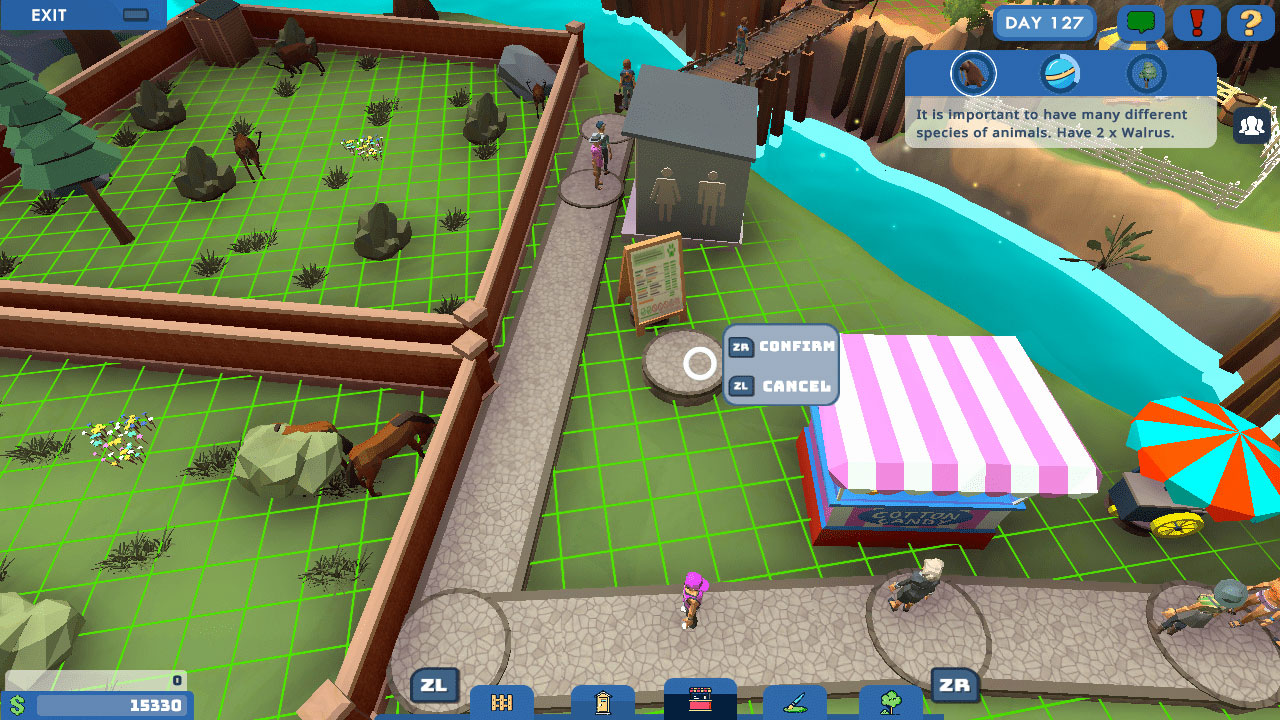 EXIT
DAY 127
!
?
It is important to have many different
species of animals. Have 2 x Walrus.
ZR CONFIRM
ZL CANCEL
COTTON
CANDY
0
$ 15330
ZL
ZR